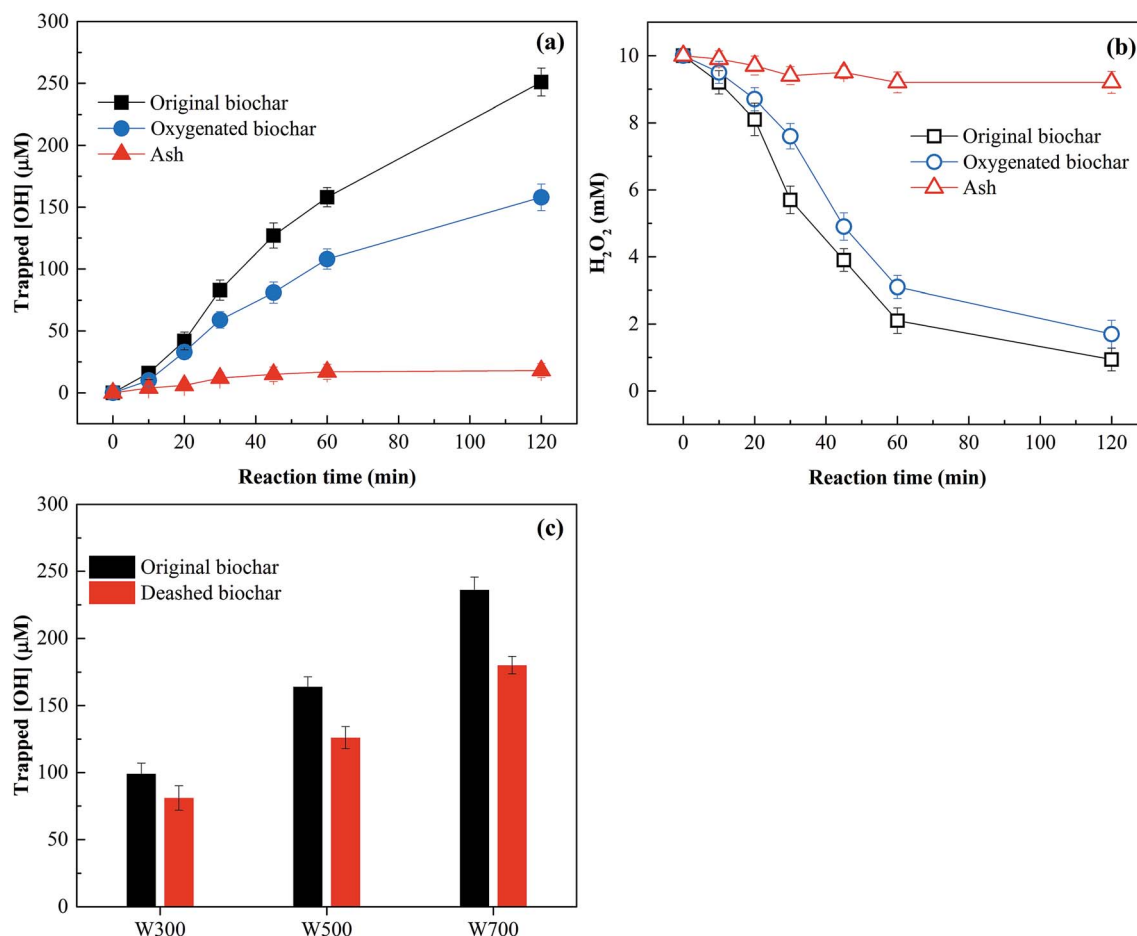 (a)
Trapped [OH] (μM)
300
250
200
150
100
50
0
Original biochar
Oxygenated biochar
Ash
0 20 40 60 80 100 120
Reaction time (min)
(b)
H₂O₂ (mM)
10
8
6
4
2
0
Original biochar
Oxygenated biochar
Ash
0 20 40 60 80 100 120
Reaction time (min)
(c)
Trapped [OH] (μM)
300
250
200
150
100
50
0
Original biochar
Deashed biochar
W300 W500 W700